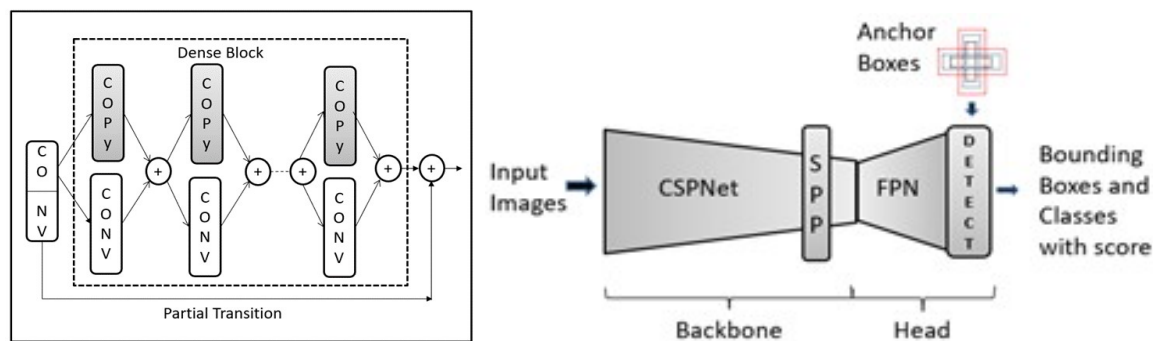 Dense Block
C
O
P
y
C
O
P
y
C
O
P
y
C
O
N
V
+
+
+
+
+
C
O
N
V
C
O
N
V
C
O
N
V
Partial Transition
Anchor
Boxes
Input
Images
CSPNet
S
P
P
FPN
D
E
T
E
C
T
Bounding
Boxes and
Classes
with score
Backbone
Head